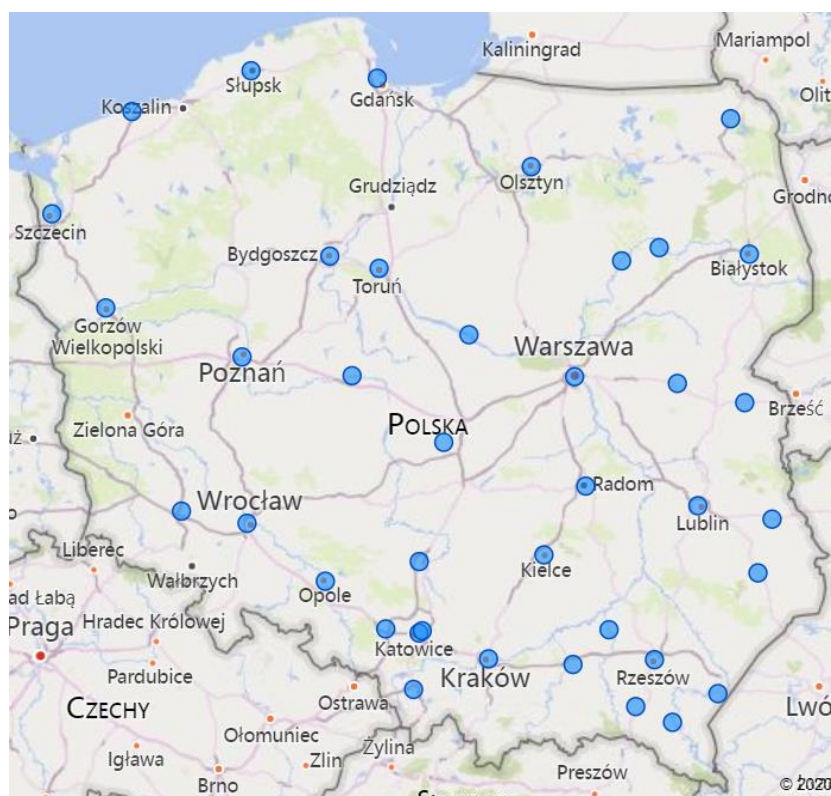 Kaliningrad
Mariampol
Olit
Słupsk
Gdańsk
Koszalin
Olsztyn
Grodno
Grudziądz
Szczecin
Bydgoszcz
Toruń
Białystok
Gorzów
Wielkopolski
Poznań
Warszawa
Brześć
Zielona Góra
POLSKA
Radom
Wrocław
Lublin
Liberec
Wałbrzych
Opole
Kielce
ad Łabą
Hradec Králowej
Praga
Katowice
Pardubice
Kraków
Rzeszów
Lwó
Ostrawa
CZECHY
Ołomuniec
Igława
Zlin
Żylina
Brno
Preszów
© 2020